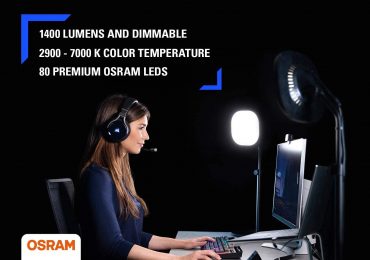 1400 LUMENS AND DIMMABLE
2900 - 7000 K COLOR TEMPERATURE
80 PREMIUM OSRAM LEDS
OSRAM